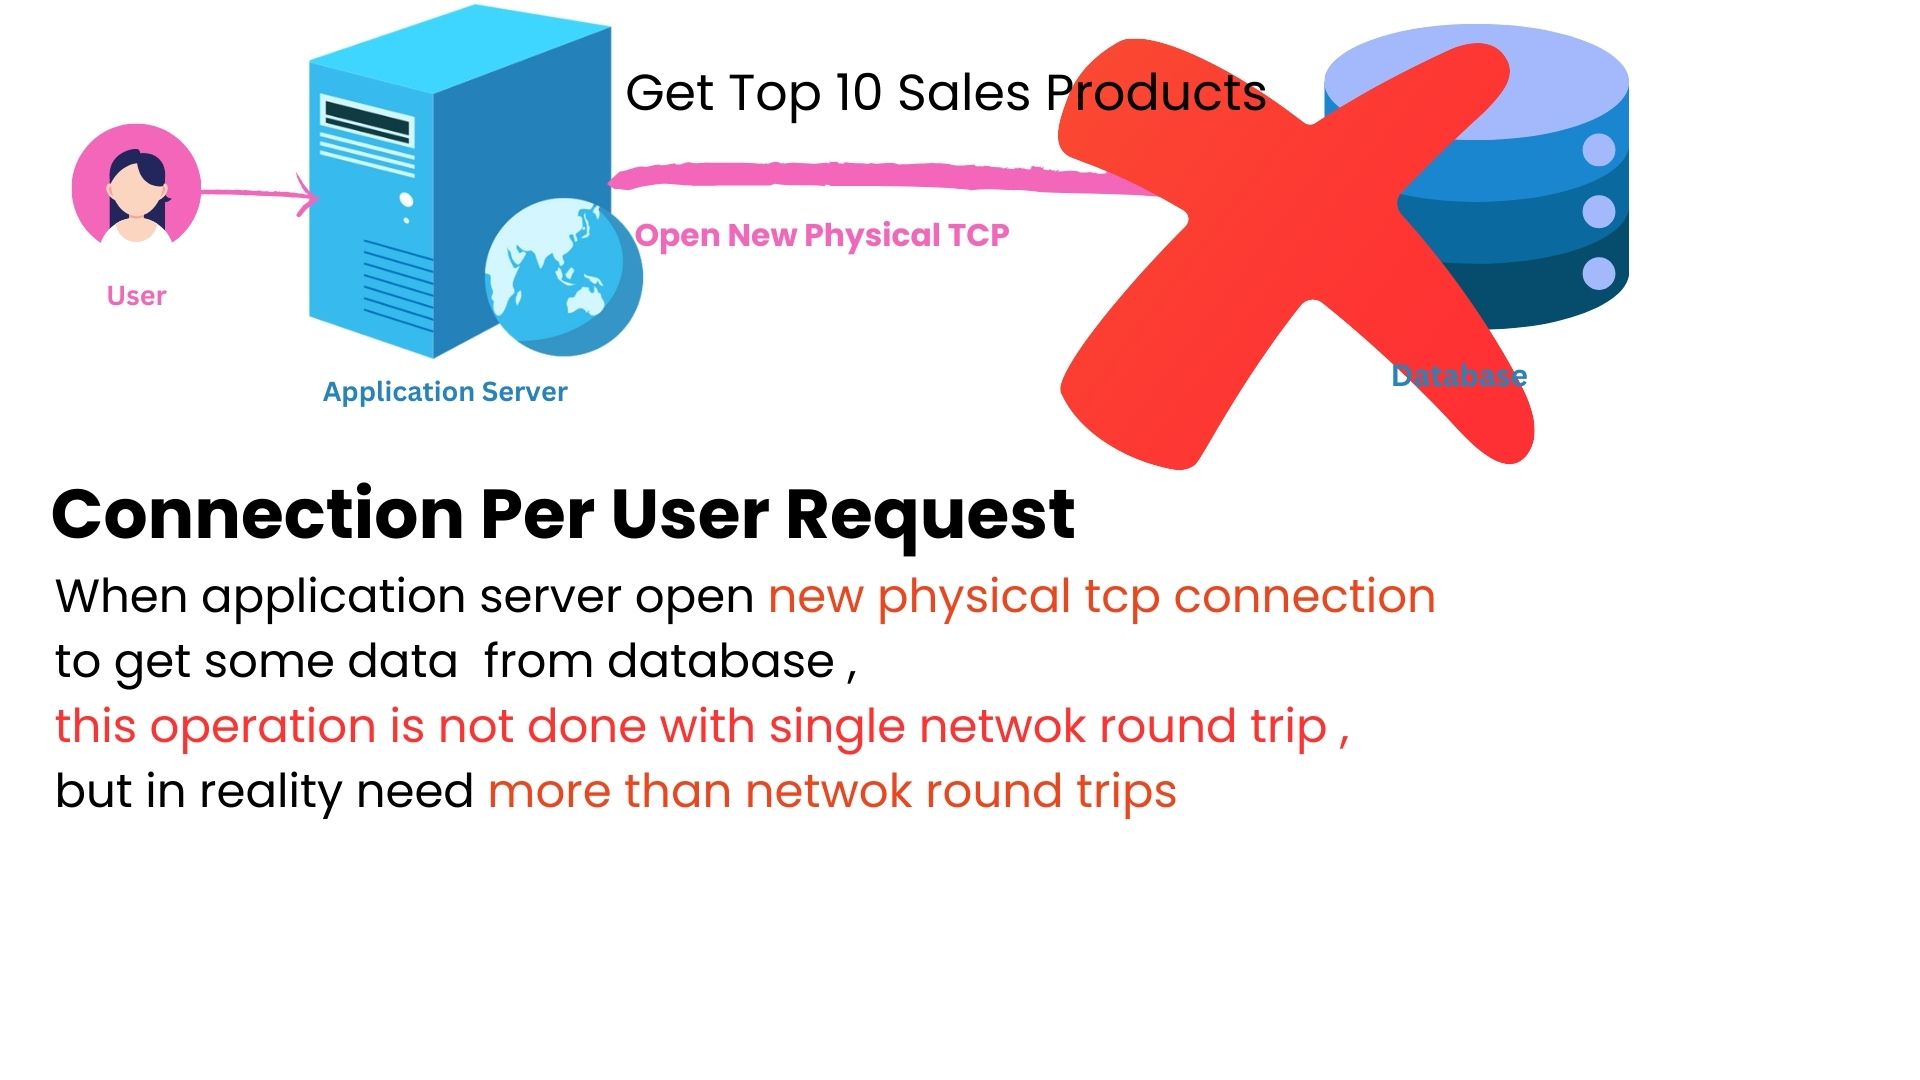 Get Top 10 Sales Products
Open New Physical TCP
User
Application Server
Database
Connection Per User Request
When application server open new physical tcp connection
to get some data  from database ,
this operation is not done with single netwok round trip ,
but in reality need more than netwok round trips